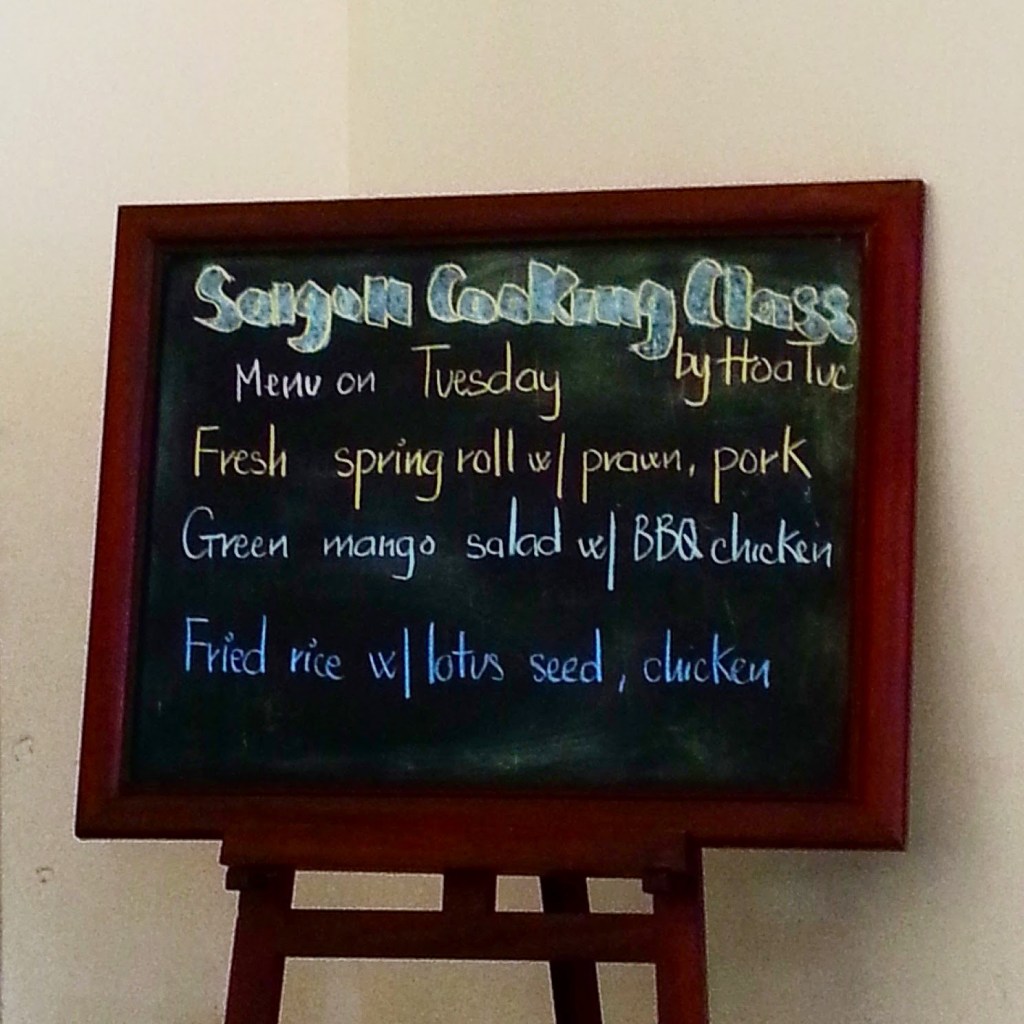 Saigon Cooking Class
by Hoa Tuc
Menu on Tuesday
Fresh spring roll w/ prawn, pork
Green mango salad w/ BBQ chicken
Fried rice w/ lotus seed, chicken